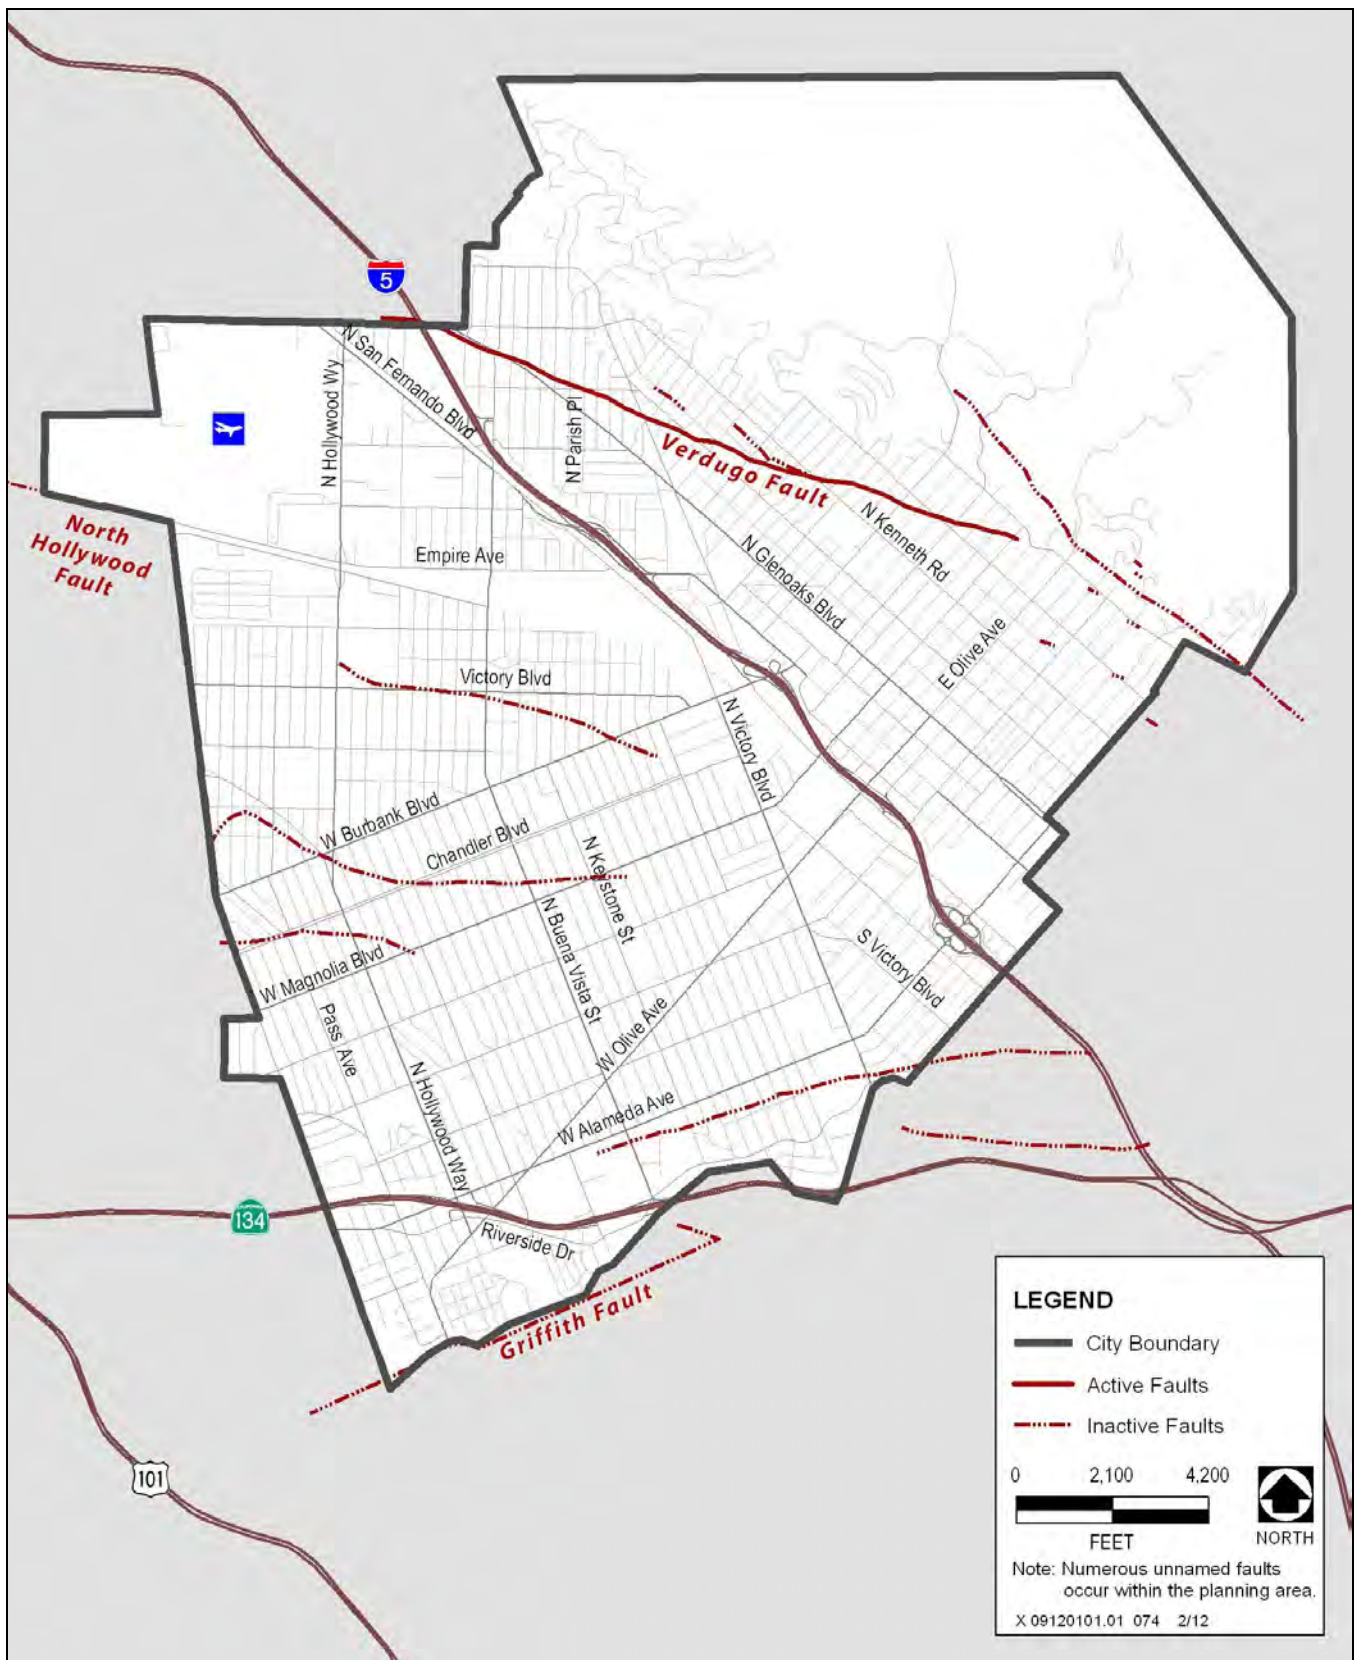 5
N San Fernando Blvd
N Hollywood Wy
N Parish Pl
Verdugo Fault
North
Hollywood
Fault
N Kenneth Rd
Empire Ave
N Glenoaks Blvd
E Olive Ave
Victory Blvd
N Victory Blvd
W Burbank Blvd
Chandler Blvd
N Keystone St
N Buena Vista St
W Magnolia Blvd
S Victory Blvd
Pass Ave
W Olive Ave
N Hollywood Way
W Alameda Ave
134
Riverside Dr
Griffith Fault
101
LEGEND
City Boundary
Active Faults
Inactive Faults
0 2,100 4,200
FEET
NORTH
Note: Numerous unnamed faults
occur within the planning area.
X 09120101.01 074 2/12